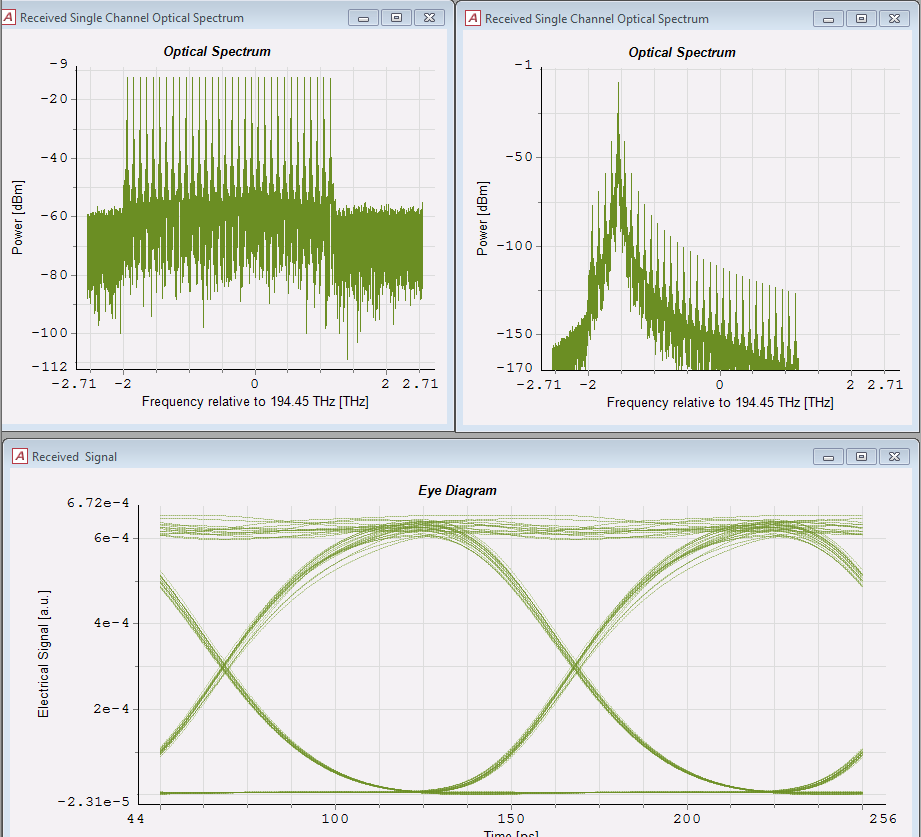 A Received Single Channel Optical Spectrum
Optical Spectrum
-9
-20
-40
-60
-80
-100
-112
Power [dBm]
-2.71 -2 0 2 2.71
Frequency relative to 194.45 THz [THz]
A Received Single Channel Optical Spectrum
Optical Spectrum
-1
-50
-100
-150
-170
Power [dBm]
-2.71 -2 0 2 2.71
Frequency relative to 194.45 THz [THz]
A Received Signal
Eye Diagram
6.72e-4
6e-4
4e-4
2e-4
-2.31e-5
Electrical Signal [a.u.]
44 100 150 200 256
Time [ps]